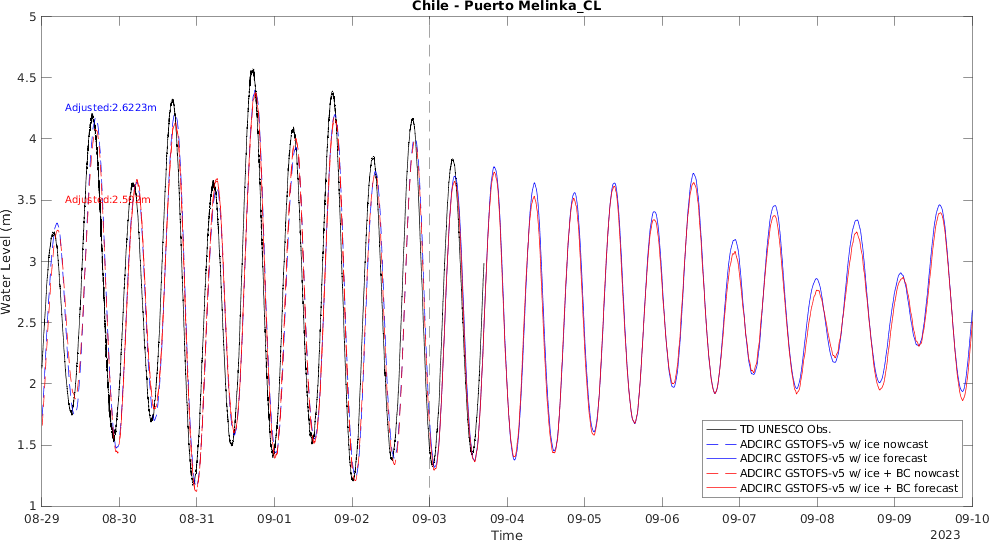 Chile - Puerto Melinka_CL
Water Level (m)
5
4.5
4
3.5
3
2.5
2
1.5
1
Adjusted:2.6223m
TD UNESCO Obs.
ADCIRC GSTOFS-v5 w/ ice nowcast
ADCIRC GSTOFS-v5 w/ ice forecast
ADCIRC GSTOFS-v5 w/ ice + BC nowcast
ADCIRC GSTOFS-v5 w/ ice + BC forecast
08-29 08-30 08-31 09-01 09-02 09-03 09-04 09-05 09-06 09-07 09-08 09-09 09-10
Time
2023